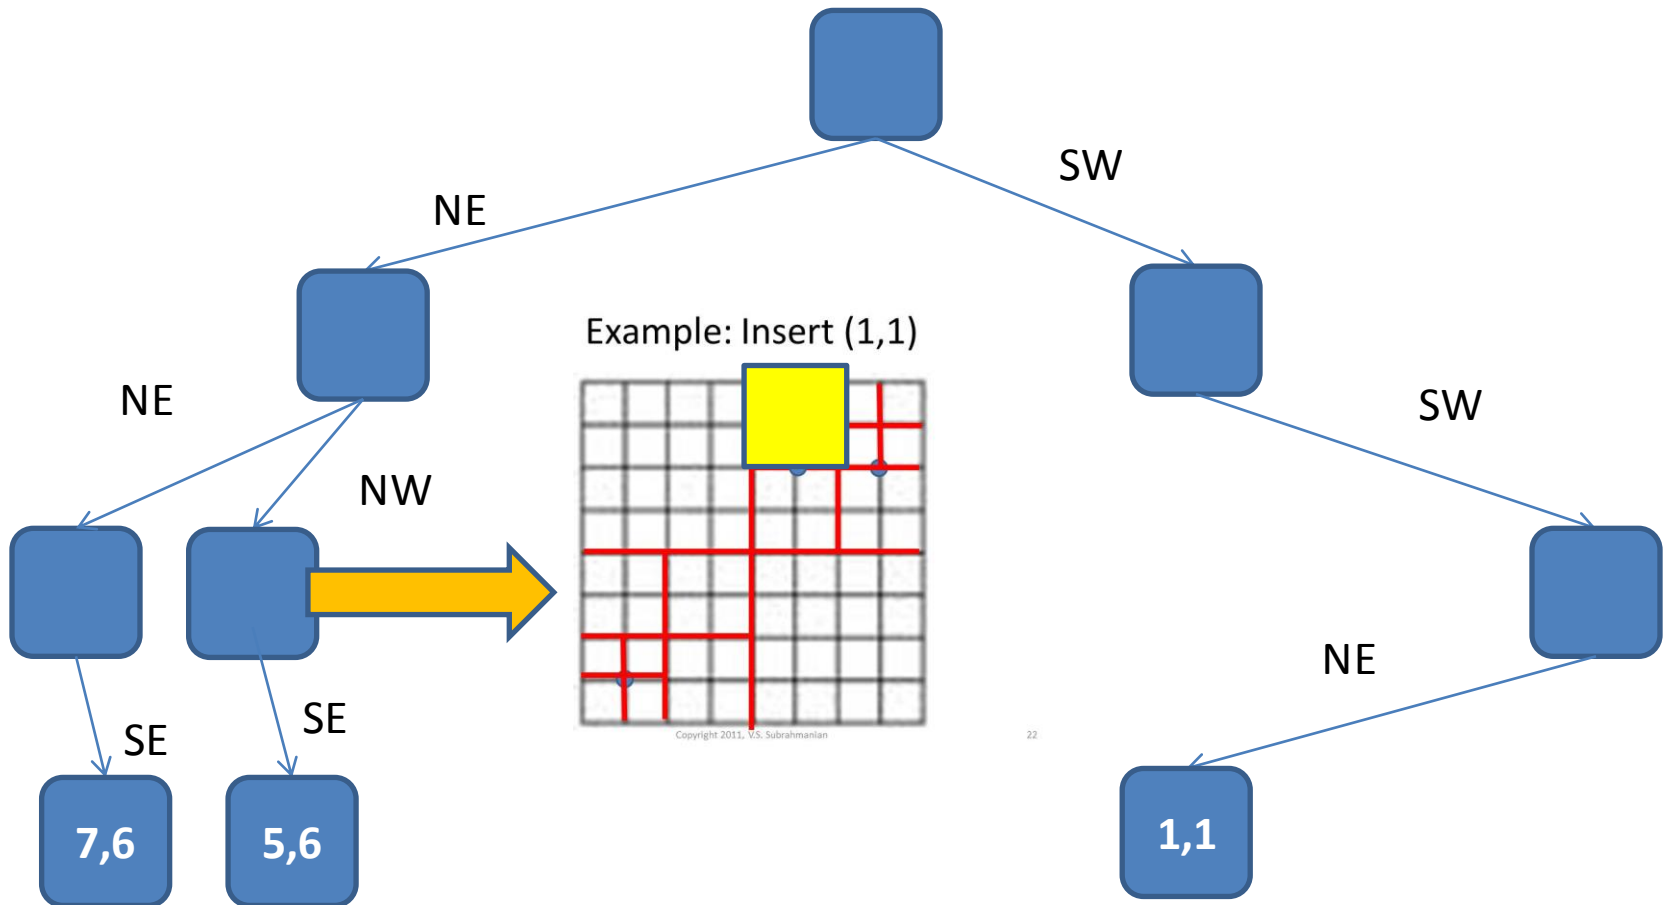 SW
NE
Example: Insert (1,1)
NE
SW
NW
NE
SE
SE
Copyright 2011, V.S. Subrahmanian
22
7,6
5,6
1,1